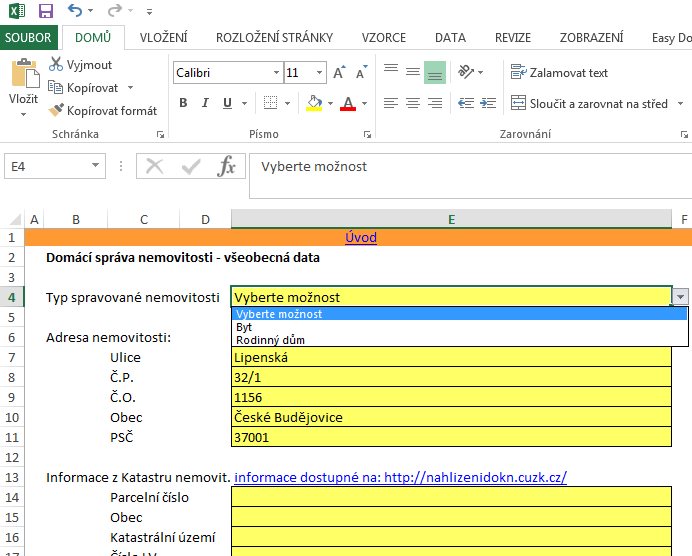 SOUBOR DOMŮ VLOŽENÍ ROZLOŽENÍ STRÁNKY VZORCE DATA REVIZE ZOBRAZENÍ Easy Do
Vložit
Vyjmout
Kopírovat
Kopírovat formát
Schránka
Calibri 11
B I U
Písmo
Zalamovat text
Sloučit a zarovnat na střed
Zarovnání
E4 fx Vyberte možnost
A B C D E F
1 Úvod
2 Domácí správa nemovitosti - všeobecná data
3
4 Typ spravované nemovitosti Vyberte možnost
5 Vyberte možnost
Byt
6 Adresa nemovitosti: Rodinný dům
7 Ulice Lipenská
8 Č.P. 32/1
9 Č.O. 1156
10 Obec České Budějovice
11 PSČ 37001
12
13 Informace z Katastru nemovit. informace dostupné na: http://nahlizenidokn.cuzk.cz/
14 Parcelní číslo
15 Obec
16 Katastrální území
17 Číslo LV